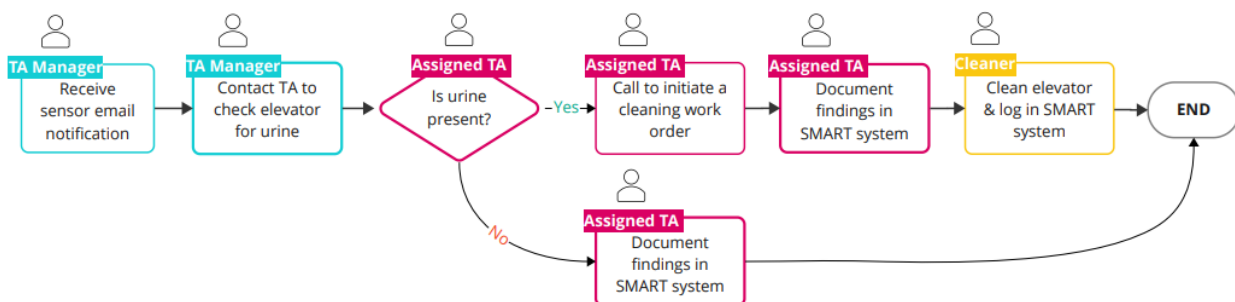 TA Manager
Receive
sensor email
notification
TA Manager
Contact TA to
check elevator
for urine
Assigned TA
Is urine
present?
Yes
Assigned TA
Call to initiate a
cleaning work
order
Assigned TA
Document
findings in
SMART system
Cleaner
Clean elevator
& log in SMART
system
END
No
Assigned TA
Document
findings in
SMART system